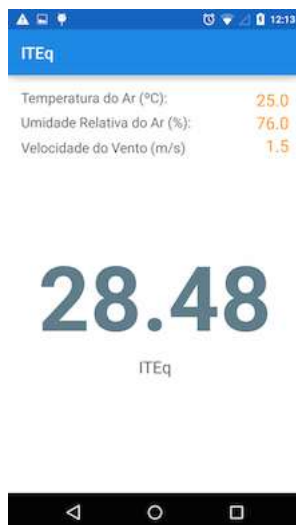 12:13
ITEq
Temperatura do Ar (ºC): 25.0
Umidade Relativa do Ar (%): 76.0
Velocidade do Vento (m/s) 1.5
28.48
ITEq